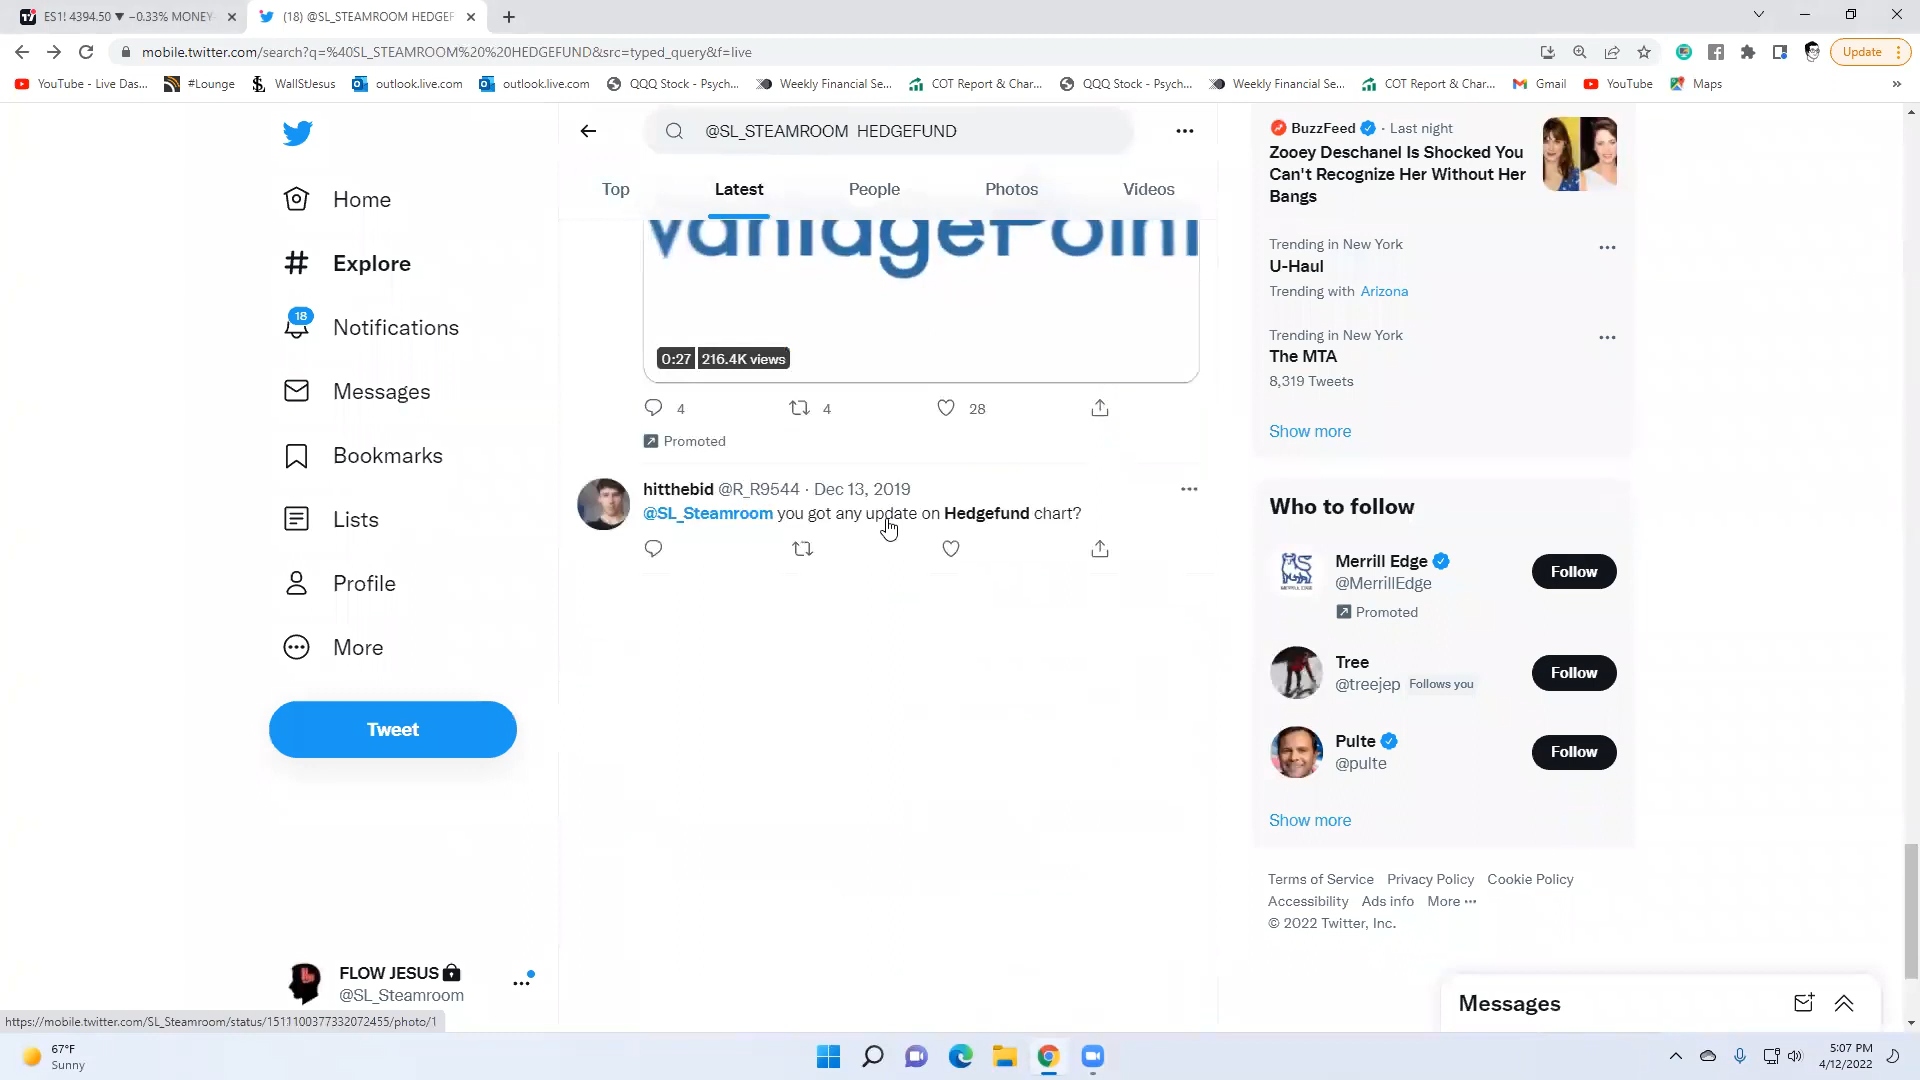 ES1! 4394.50 ▼ −0.33% MONEY
(18) @SL_STEAMROOM HEDGEF
mobile.twitter.com/search?q=%40SL_STEAMROOM%20%20HEDGEFUND&src=typed_query&f=live
Update
YouTube - Live Das...
#Lounge
WallStJesus
outlook.live.com
outlook.live.com
QQQ Stock - Psych...
Weekly Financial Se...
COT Report & Char...
QQQ Stock - Psych...
Weekly Financial Se...
COT Report & Char...
Gmail
YouTube
Maps
@SL_STEAMROOM  HEDGEFUND
Top
Latest
People
Photos
Videos
Home
Explore
18
Notifications
Messages
Bookmarks
Lists
Profile
More
Tweet
FLOW JESUS
@SL_Steamroom
vantagePoint
0:27
216.4K views
4
4
28
Promoted
hitthebid @R_R9544 · Dec 13, 2019
@SL_Steamroom you got any update on Hedgefund chart?
BuzzFeed · Last night
Zooey Deschanel Is Shocked You
Can't Recognize Her Without Her
Bangs
Trending in New York
U-Haul
Trending with Arizona
Trending in New York
The MTA
8,319 Tweets
Show more
Who to follow
MERRILL EDGE
Merrill Edge
@MerrillEdge
Promoted
Follow
Tree
@treejep Follows you
Follow
Pulte
@pulte
Follow
Show more
Terms of Service Privacy Policy Cookie Policy
Accessibility Ads info More ···
© 2022 Twitter, Inc.
Messages
https://mobile.twitter.com/SL_Steamroom/status/1511100377332072455/photo/1
67°F
Sunny
5:07 PM
4/12/2022